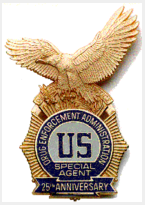 DRUG ENFORCEMENT ADMINISTRATION
US
SPECIAL
AGENT
25TH ANNIVERSARY